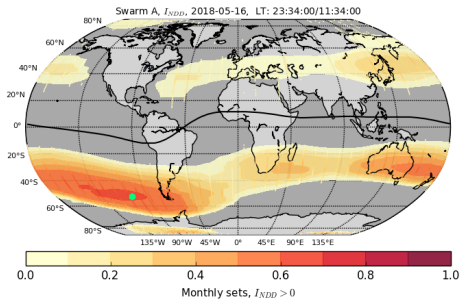 Swarm A, I_NDD, 2018-05-16, LT: 23:34:00/11:34:00
80°N
60°N
40°N
20°N
0°
20°S
40°S
60°S
80°S
135°W 90°W 45°W 0° 45°E 90°E 135°E
0.0 0.2 0.4 0.6 0.8 1.0
Monthly sets, I_NDD > 0